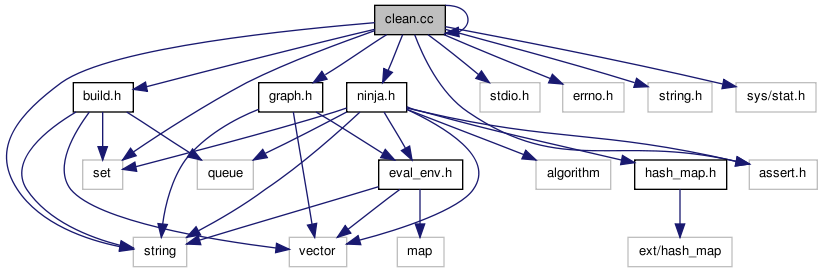 clean.cc
build.h
graph.h
ninja.h
stdio.h
errno.h
string.h
sys/stat.h
set
queue
eval_env.h
algorithm
hash_map.h
assert.h
string
vector
map
ext/hash_map